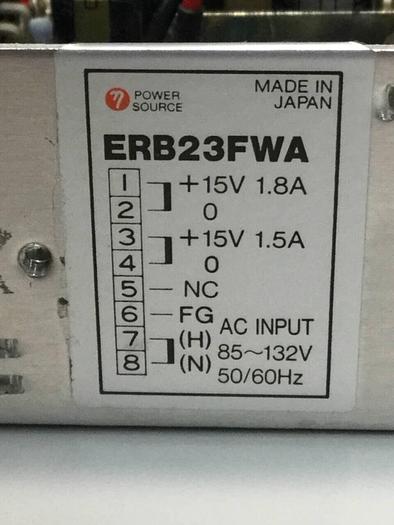 η POWER SOURCE
MADE IN JAPAN
ERB23FWA
1 +15V 1.8A
2 0
3 +15V 1.5A
4 0
5 — NC
6 — FG AC INPUT
7 (H) 85~132V
8 (N) 50/60Hz